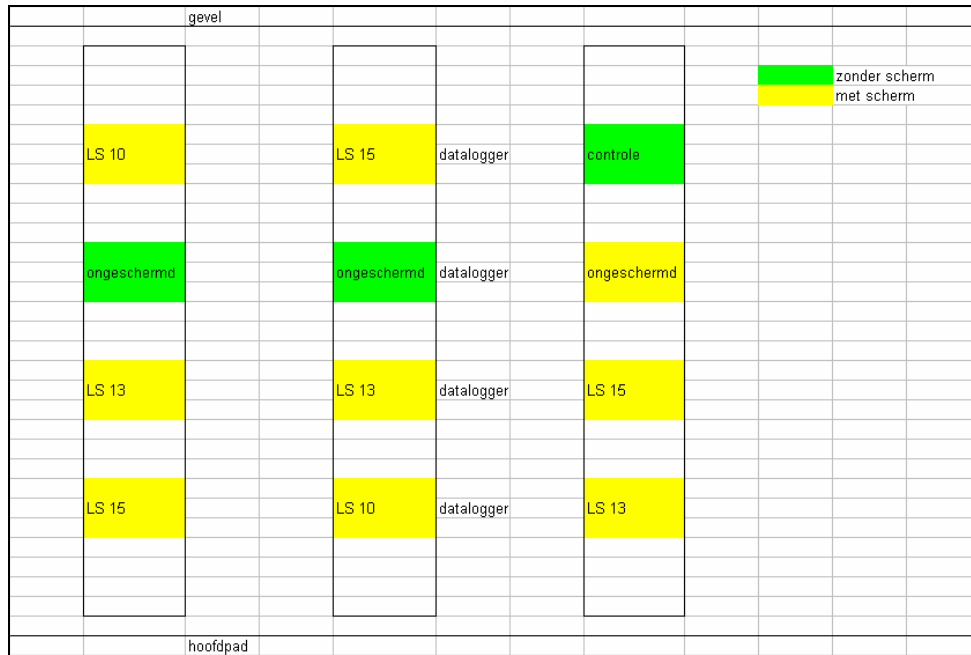 gevel
zonder scherm
met scherm
LS 10
LS 15
datalogger
controle
ongeschermd
ongeschermd
datalogger
ongeschermd
LS 13
LS 13
datalogger
LS 15
LS 15
LS 10
datalogger
LS 13
hoofdpad